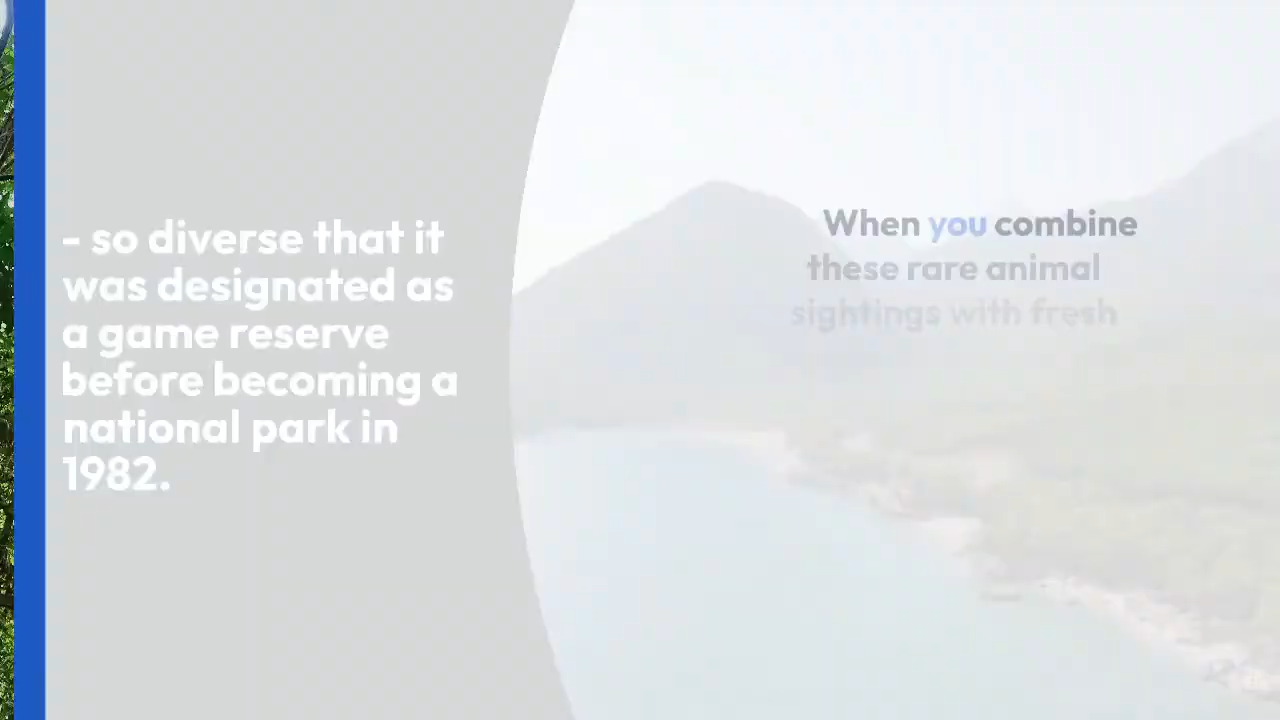 - so diverse that it
was designated as
a game reserve
before becoming a
national park in
1982.
When you combine
these rare animal
sightings with fresh